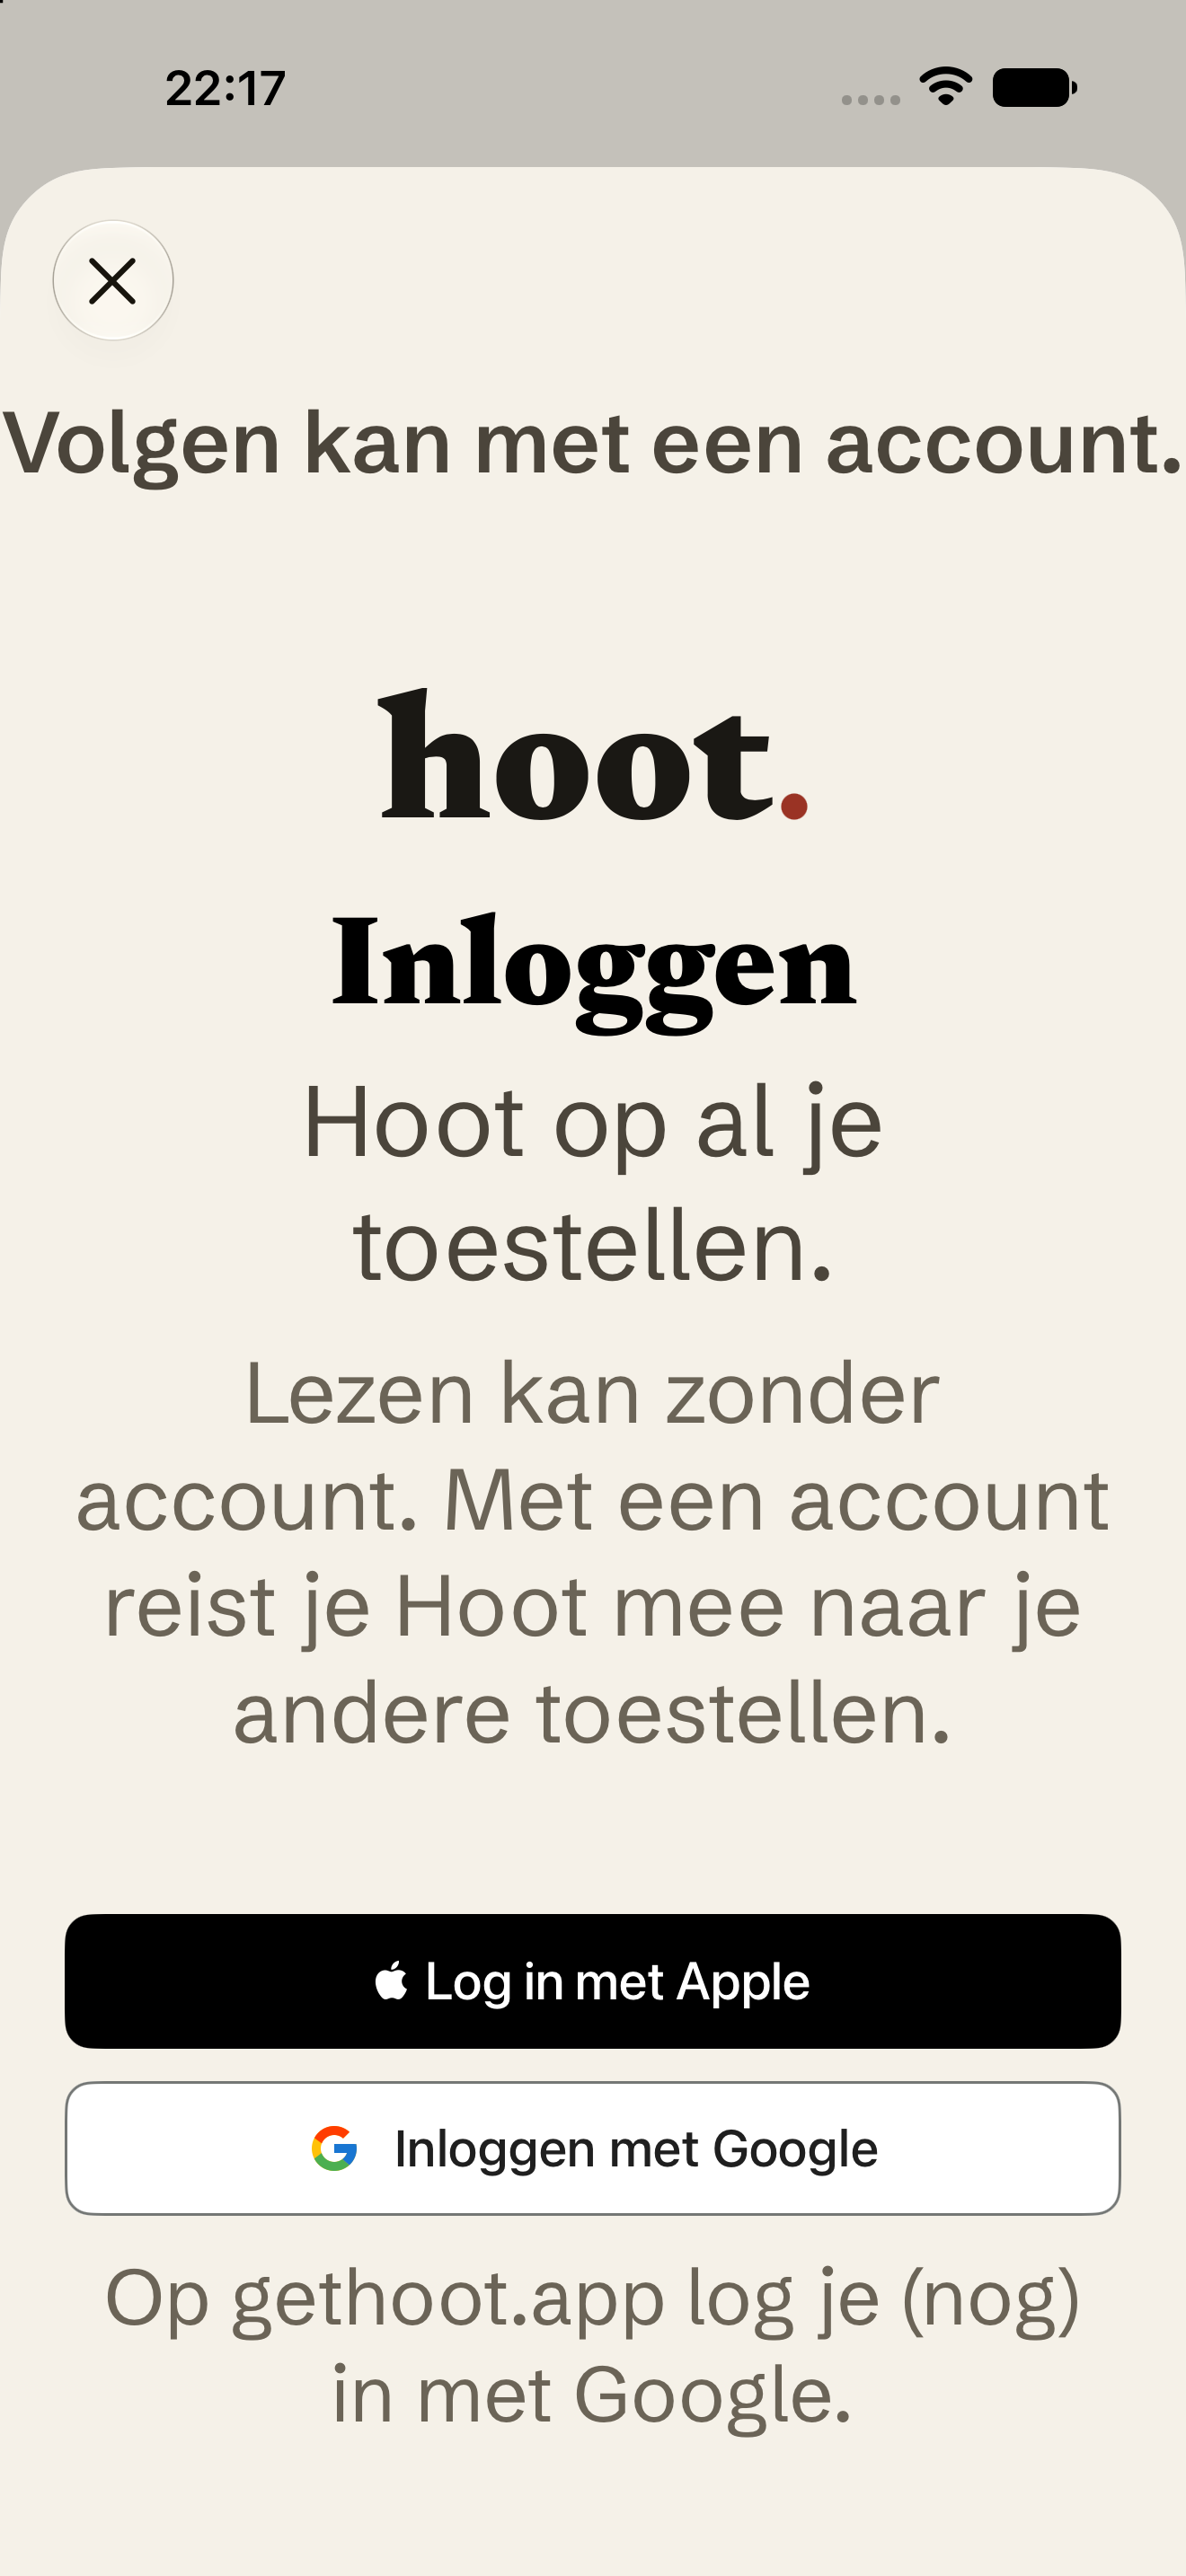 22:17
Volgen kan met een account.
hoot.
Inloggen
Hoot op al je
toestellen.
Lezen kan zonder
account. Met een account
reist je Hoot mee naar je
andere toestellen.
Log in met Apple
Inloggen met Google
Op gethoot.app log je (nog)
in met Google.